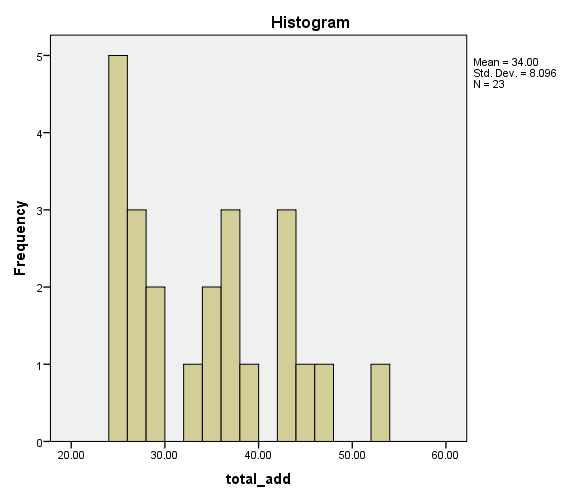 Histogram
Mean = 34.00
Std. Dev. = 8.096
N = 23
5
4
3
2
1
0
Frequency
20.00 30.00 40.00 50.00 60.00
total_add